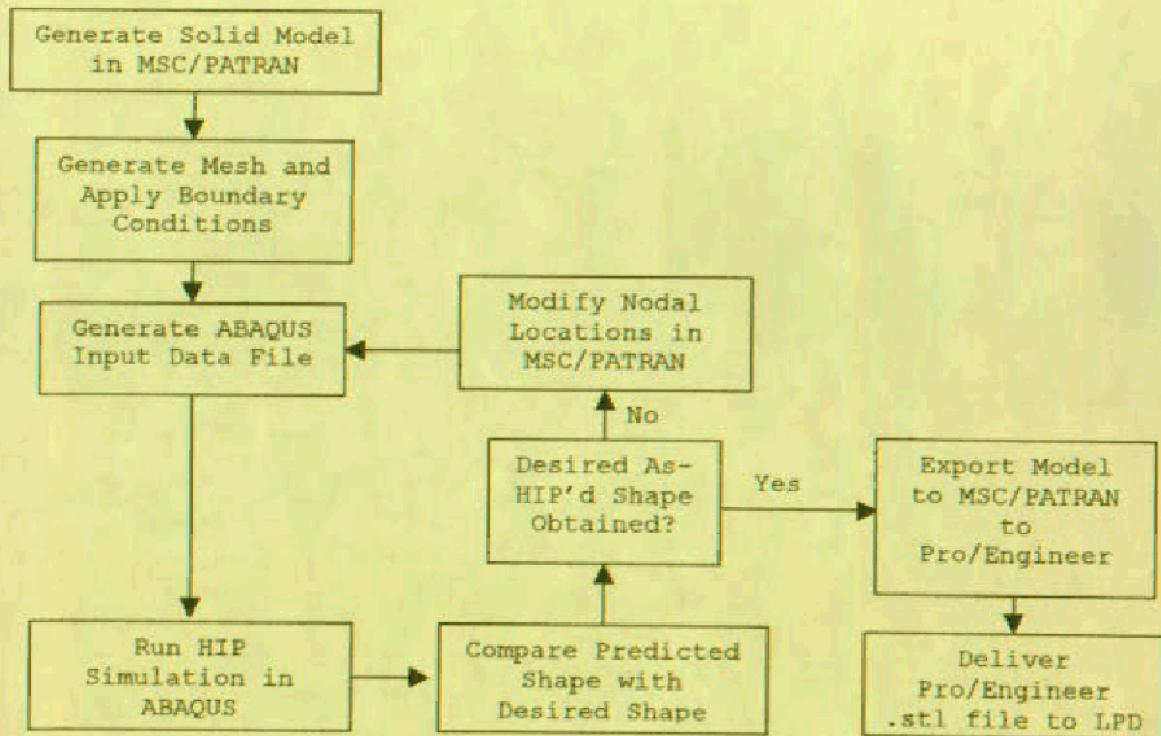 Generate Solid Model
in MSC/PATRAN
Generate Mesh and
Apply Boundary
Conditions
Generate ABAQUS
Input Data File
Modify Nodal
Locations in
MSC/PATRAN
No
Desired As-
HIP'd Shape
Obtained?
Yes
Export Model
to MSC/PATRAN
to
Pro/Engineer
Run HIP
Simulation in
ABAQUS
Compare Predicted
Shape with
Desired Shape
Deliver
Pro/Engineer
.stl file to LPD